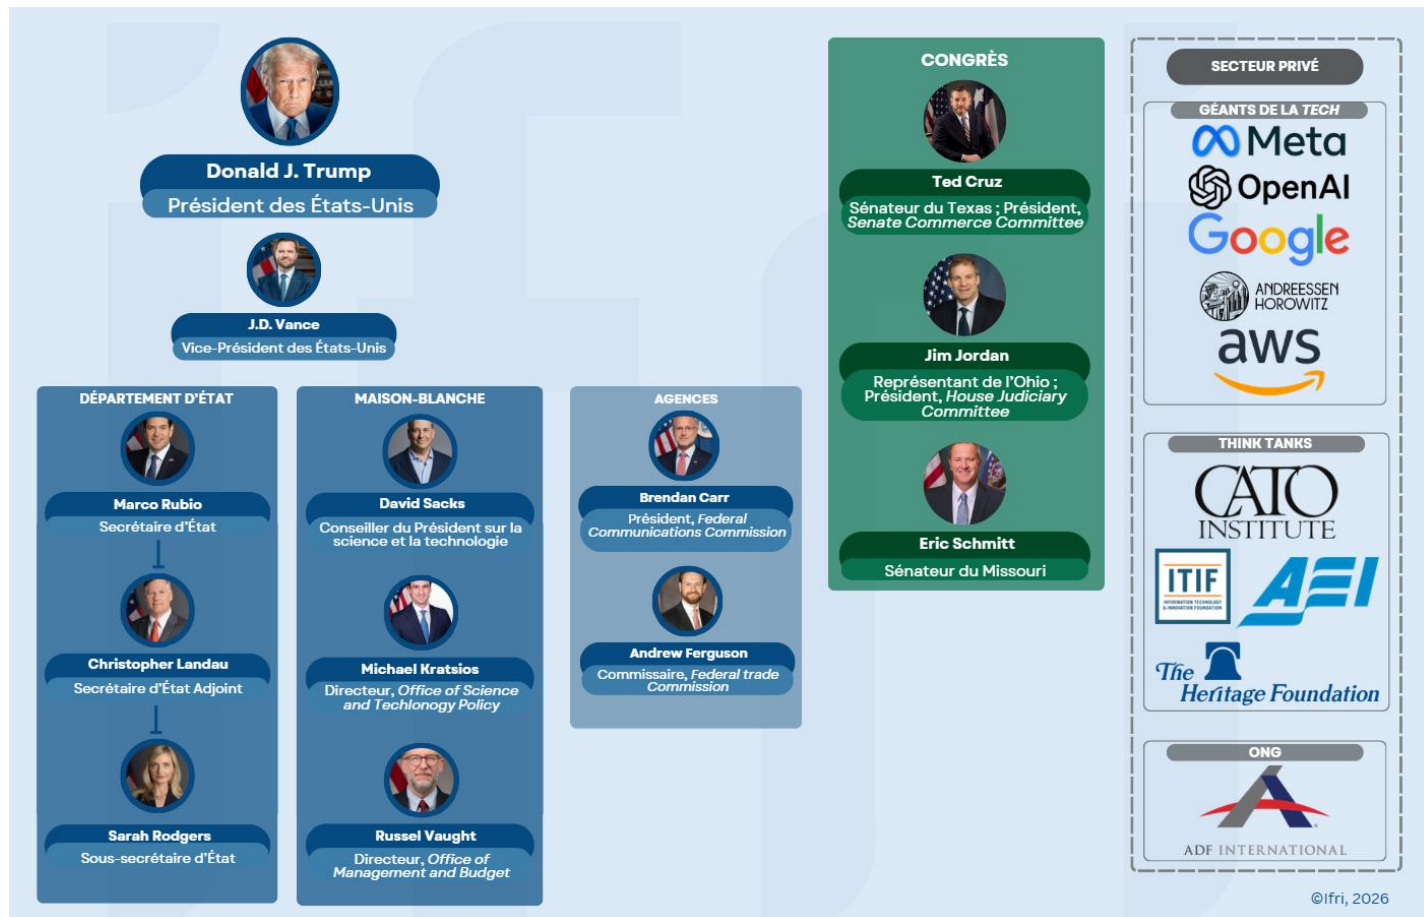 Donald J. Trump
Président des États-Unis
J.D. Vance
Vice-Président des États-Unis
DÉPARTEMENT D'ÉTAT
Marco Rubio
Secrétaire d'État
Christopher Landau
Secrétaire d'État Adjoint
Sarah Rodgers
Sous-secrétaire d'État
MAISON-BLANCHE
David Sacks
Conseiller du Président sur la
science et la technologie
Michael Kratsios
Directeur, Office of Science
and Techlonogy Policy
Russel Vaught
Directeur, Office of
Management and Budget
AGENCES
Brendan Carr
Président, Federal
Communications Commission
Andrew Ferguson
Commissaire, Federal trade
Commission
CONGRÈS
Ted Cruz
Sénateur du Texas ; Président,
Senate Commerce Committee
Jim Jordan
Représentant de l'Ohio ;
Président, House Judiciary
Committee
Eric Schmitt
Sénateur du Missouri
SECTEUR PRIVÉ
GÉANTS DE LA TECH
Meta
OpenAI
Google
ANDREESSEN
HOROWITZ
aws
THINK TANKS
CATO
INSTITUTE
ITIF
INFORMATION TECHNOLOGY
& INNOVATION FOUNDATION
AEI
The
Heritage Foundation
ONG
ADF INTERNATIONAL
©Ifri, 2026